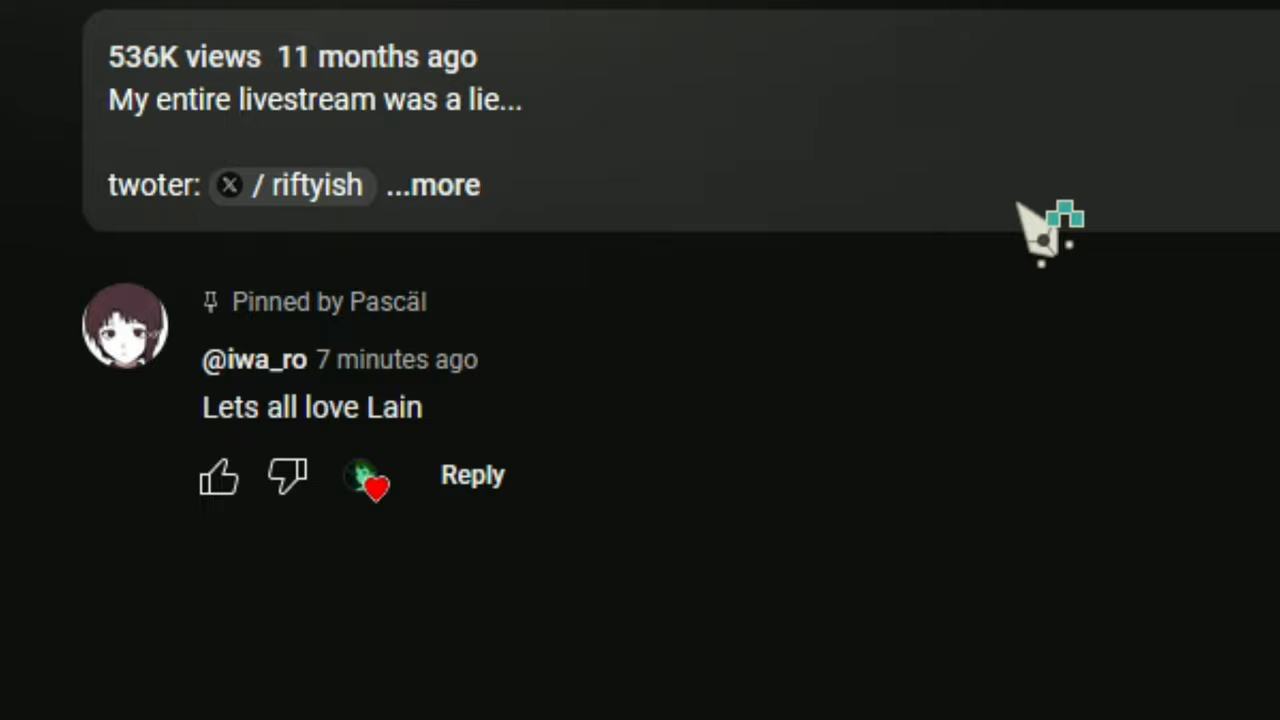 536K views 11 months ago
My entire livestream was a lie...
twoter: / riftyish ...more
Pinned by Pascäl
@iwa_ro 7 minutes ago
Lets all love Lain
Reply